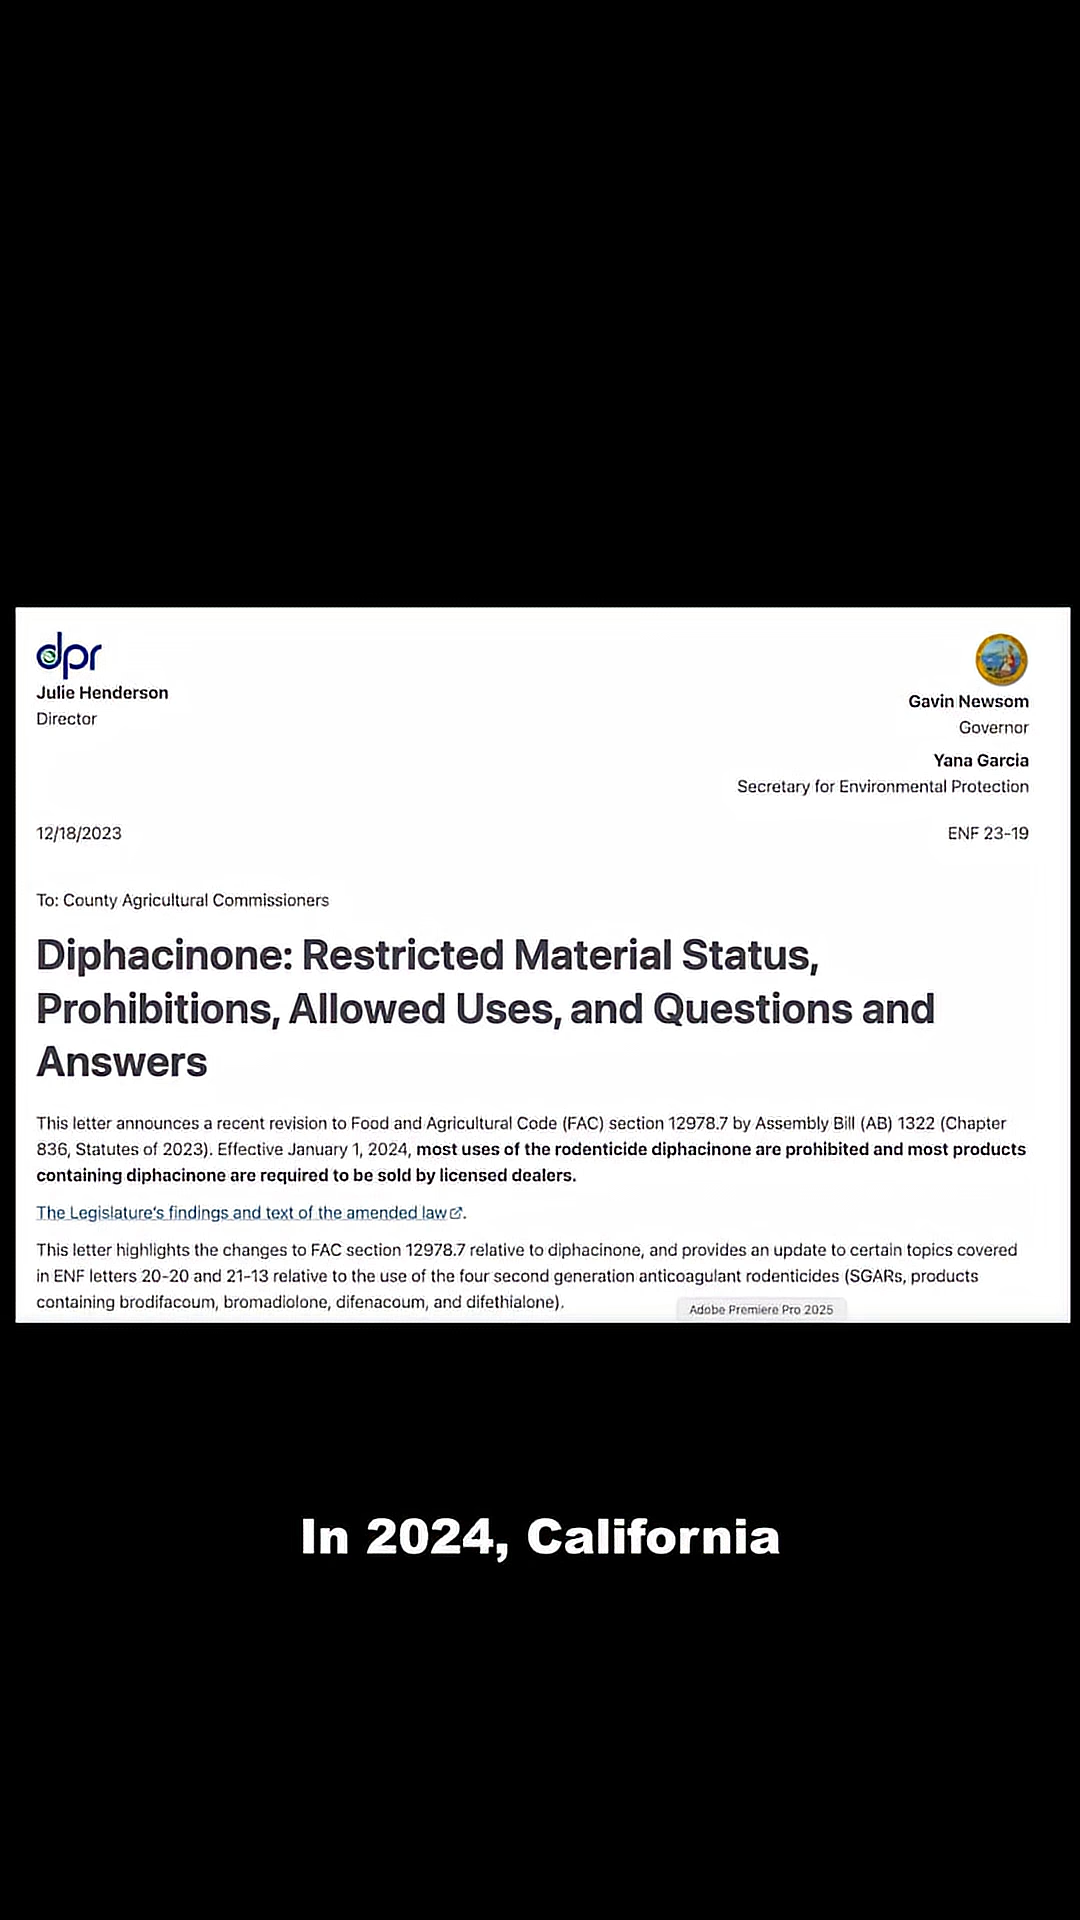 dpr
Julie Henderson
Director
Gavin Newsom
Governor
Yana Garcia
Secretary for Environmental Protection
12/18/2023
ENF 23-19
To: County Agricultural Commissioners
Diphacinone: Restricted Material Status,
Prohibitions, Allowed Uses, and Questions and
Answers
This letter announces a recent revision to Food and Agricultural Code (FAC) section 12978.7 by Assembly Bill (AB) 1322 (Chapter
836, Statutes of 2023). Effective January 1, 2024, most uses of the rodenticide diphacinone are prohibited and most products
containing diphacinone are required to be sold by licensed dealers.
The Legislature's findings and text of the amended law.
This letter highlights the changes to FAC section 12978.7 relative to diphacinone, and provides an update to certain topics covered
in ENF letters 20-20 and 21-13 relative to the use of the four second generation anticoagulant rodenticides (SGARs, products
containing brodifacoum, bromadiolone, difenacoum, and difethialone).
Adobe Premiere Pro 2025
In 2024, California